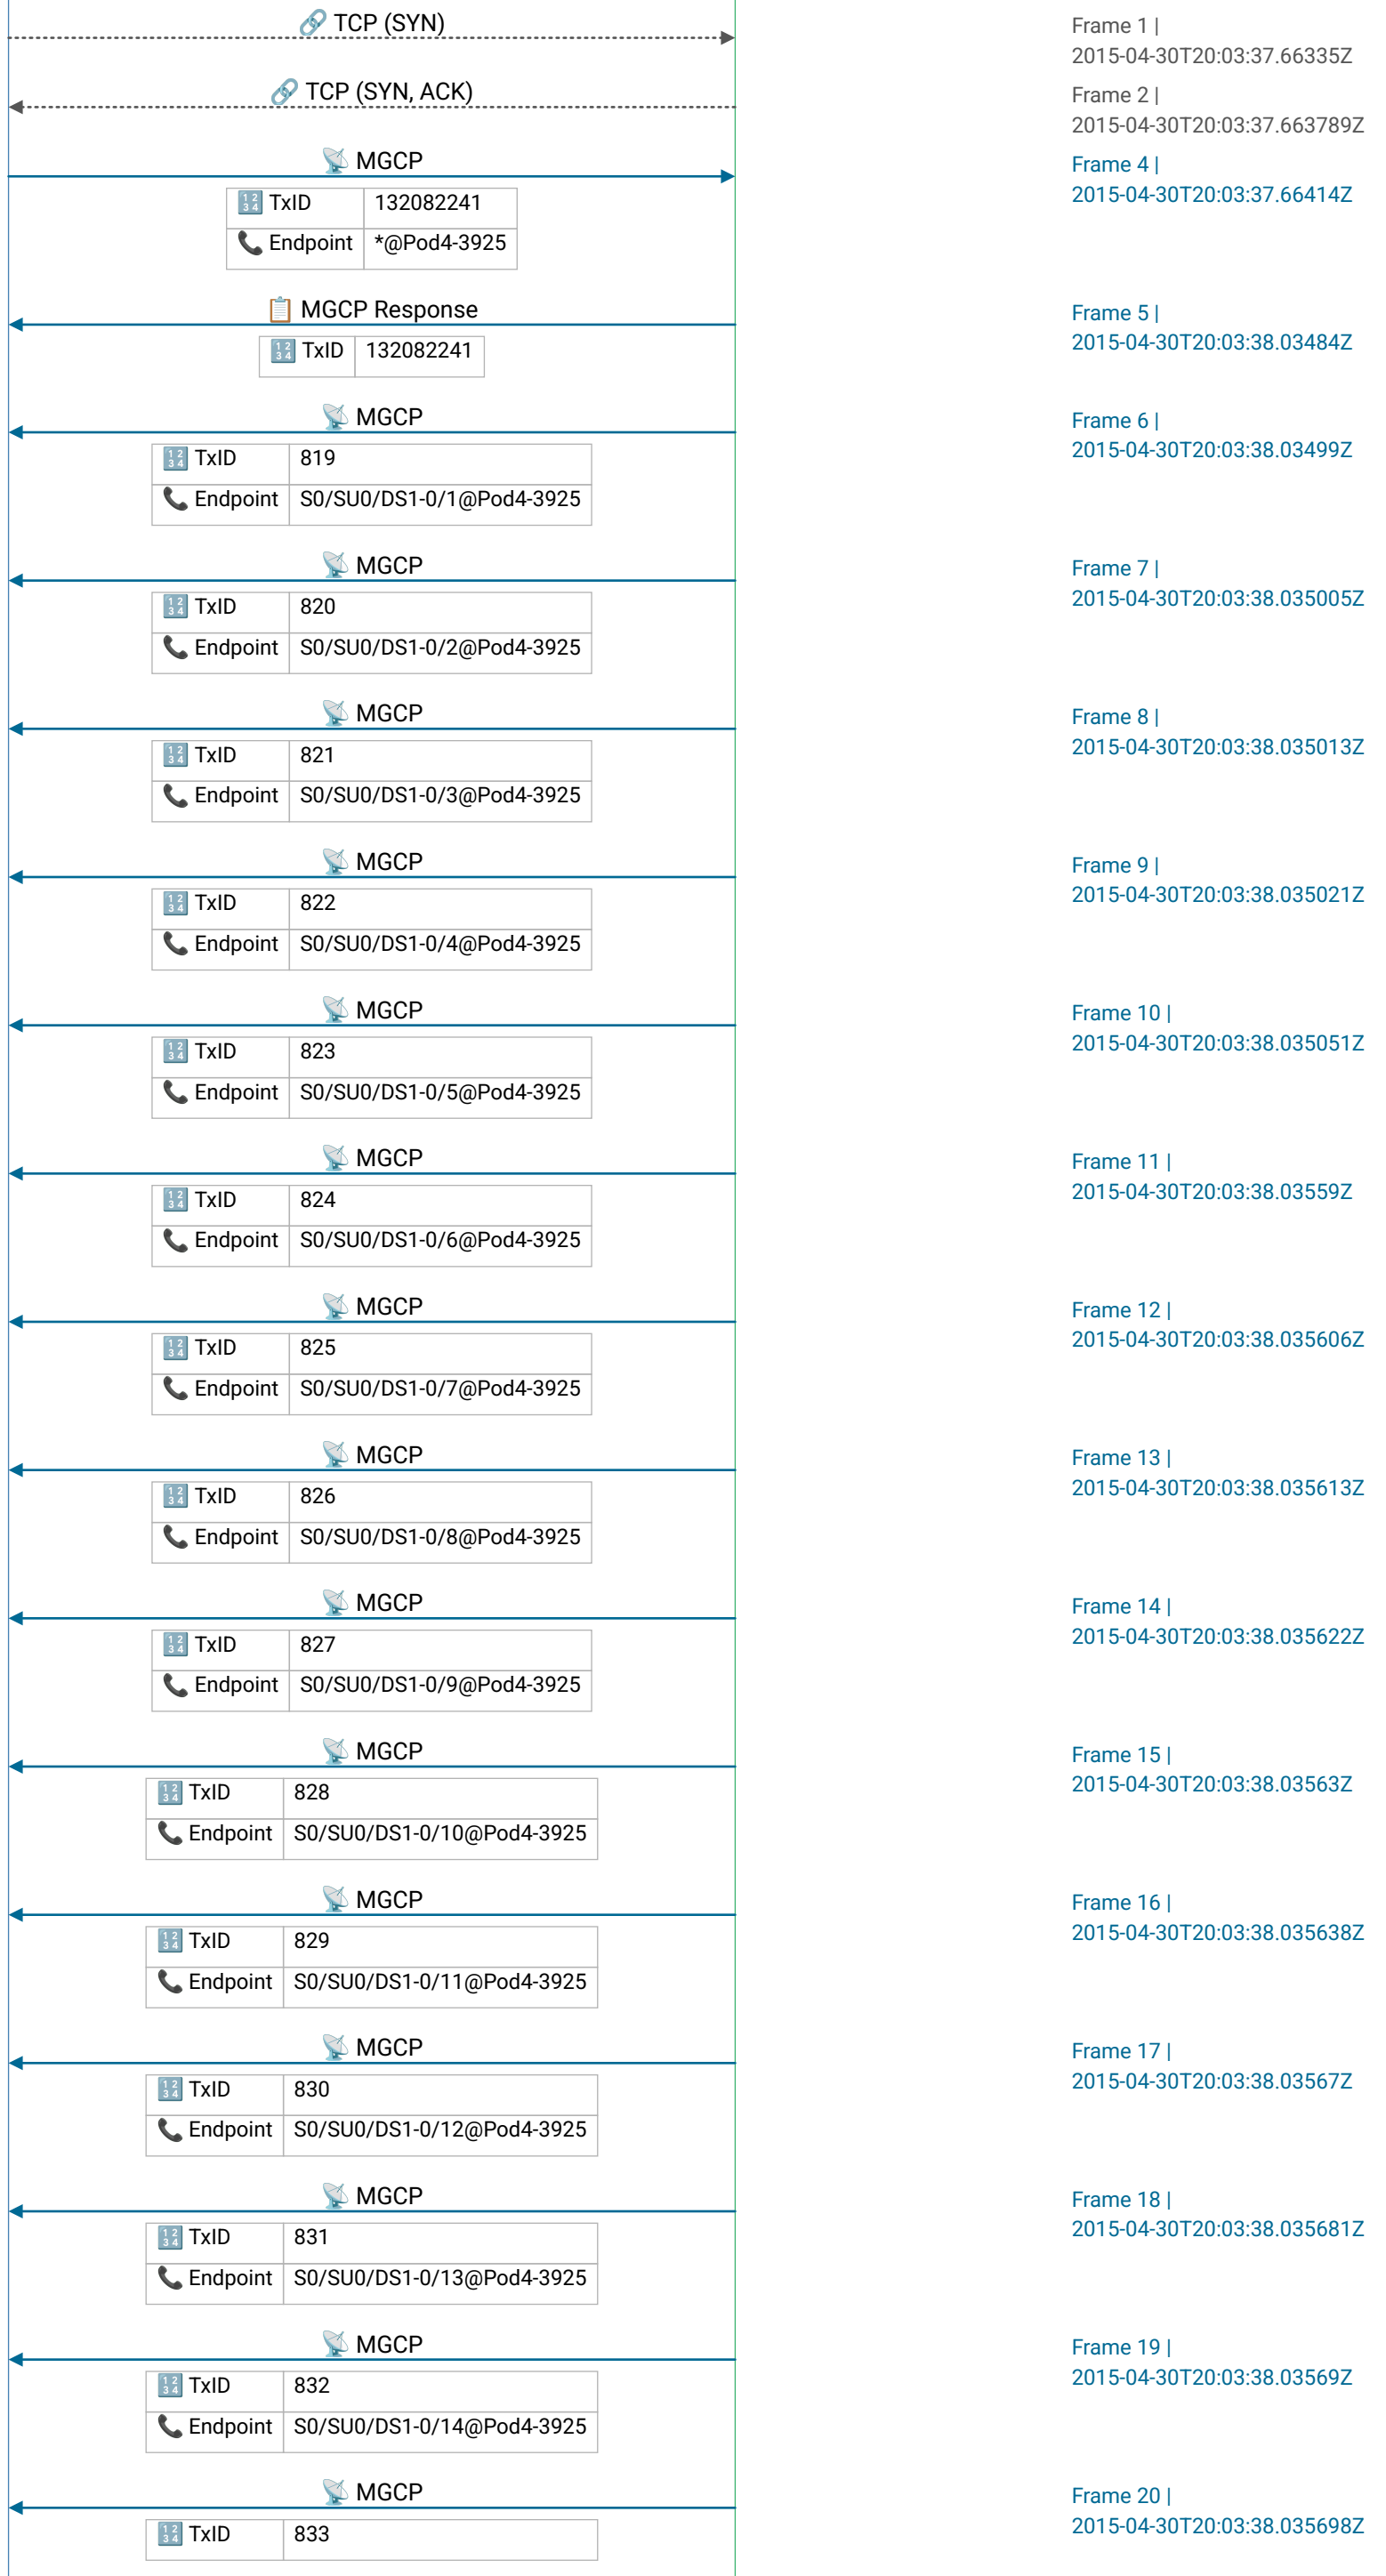 🔗 TCP (SYN)
Frame 1 |
2015-04-30T20:03:37.66335Z
🔗 TCP (SYN, ACK)
Frame 2 |
2015-04-30T20:03:37.663789Z
📡 MGCP
Frame 4 |
2015-04-30T20:03:37.66414Z
🔢 TxID 132082241
📞 Endpoint *@Pod4-3925
📋 MGCP Response
Frame 5 |
2015-04-30T20:03:38.03484Z
🔢 TxID 132082241
📡 MGCP
Frame 6 |
2015-04-30T20:03:38.03499Z
🔢 TxID 819
📞 Endpoint S0/SU0/DS1-0/1@Pod4-3925
📡 MGCP
Frame 7 |
2015-04-30T20:03:38.035005Z
🔢 TxID 820
📞 Endpoint S0/SU0/DS1-0/2@Pod4-3925
📡 MGCP
Frame 8 |
2015-04-30T20:03:38.035013Z
🔢 TxID 821
📞 Endpoint S0/SU0/DS1-0/3@Pod4-3925
📡 MGCP
Frame 9 |
2015-04-30T20:03:38.035021Z
🔢 TxID 822
📞 Endpoint S0/SU0/DS1-0/4@Pod4-3925
📡 MGCP
Frame 10 |
2015-04-30T20:03:38.035051Z
🔢 TxID 823
📞 Endpoint S0/SU0/DS1-0/5@Pod4-3925
📡 MGCP
Frame 11 |
2015-04-30T20:03:38.03559Z
🔢 TxID 824
📞 Endpoint S0/SU0/DS1-0/6@Pod4-3925
📡 MGCP
Frame 12 |
2015-04-30T20:03:38.035606Z
🔢 TxID 825
📞 Endpoint S0/SU0/DS1-0/7@Pod4-3925
📡 MGCP
Frame 13 |
2015-04-30T20:03:38.035613Z
🔢 TxID 826
📞 Endpoint S0/SU0/DS1-0/8@Pod4-3925
📡 MGCP
Frame 14 |
2015-04-30T20:03:38.035622Z
🔢 TxID 827
📞 Endpoint S0/SU0/DS1-0/9@Pod4-3925
📡 MGCP
Frame 15 |
2015-04-30T20:03:38.03563Z
🔢 TxID 828
📞 Endpoint S0/SU0/DS1-0/10@Pod4-3925
📡 MGCP
Frame 16 |
2015-04-30T20:03:38.035638Z
🔢 TxID 829
📞 Endpoint S0/SU0/DS1-0/11@Pod4-3925
📡 MGCP
Frame 17 |
2015-04-30T20:03:38.03567Z
🔢 TxID 830
📞 Endpoint S0/SU0/DS1-0/12@Pod4-3925
📡 MGCP
Frame 18 |
2015-04-30T20:03:38.035681Z
🔢 TxID 831
📞 Endpoint S0/SU0/DS1-0/13@Pod4-3925
📡 MGCP
Frame 19 |
2015-04-30T20:03:38.03569Z
🔢 TxID 832
📞 Endpoint S0/SU0/DS1-0/14@Pod4-3925
📡 MGCP
Frame 20 |
2015-04-30T20:03:38.035698Z
🔢 TxID 833